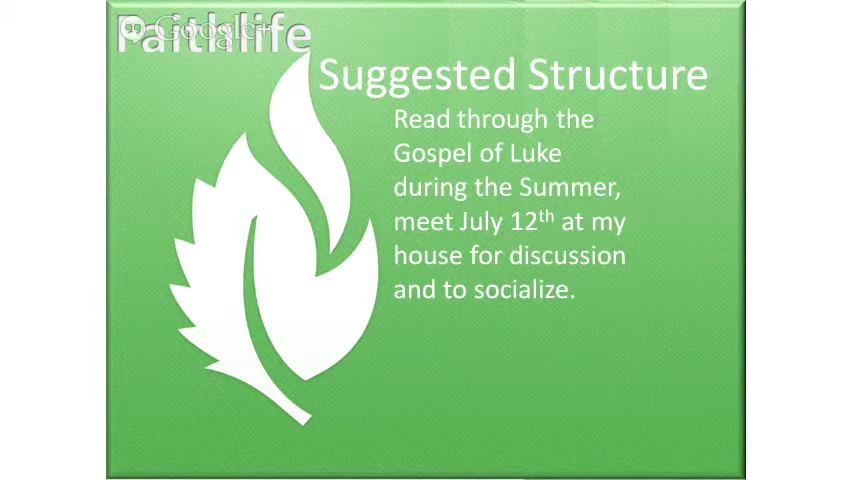 Faithlife
Google+
Suggested Structure
Read through the
Gospel of Luke
during the Summer,
meet July 12th at my
house for discussion
and to socialize.